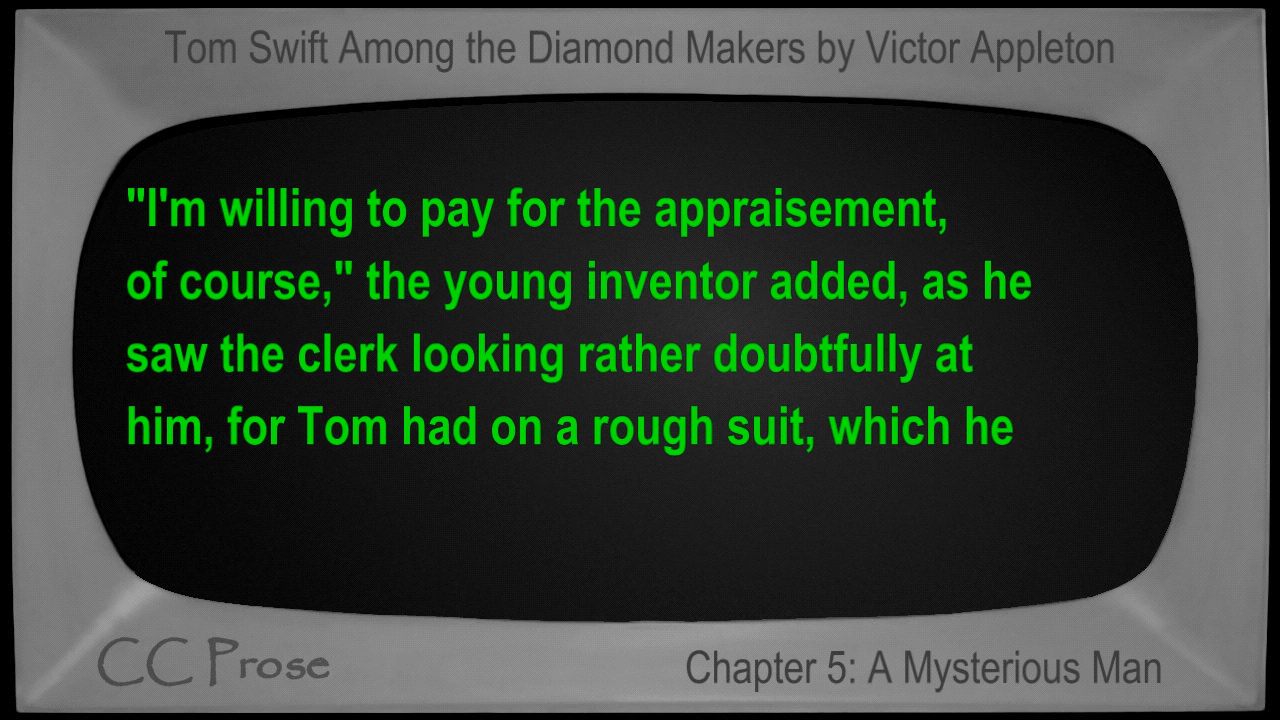 Tom Swift Among the Diamond Makers by Victor Appleton
"I'm willing to pay for the appraisement,
of course," the young inventor added, as he
saw the clerk looking rather doubtfully at
him, for Tom had on a rough suit, which he
CC Prose
Chapter 5: A Mysterious Man